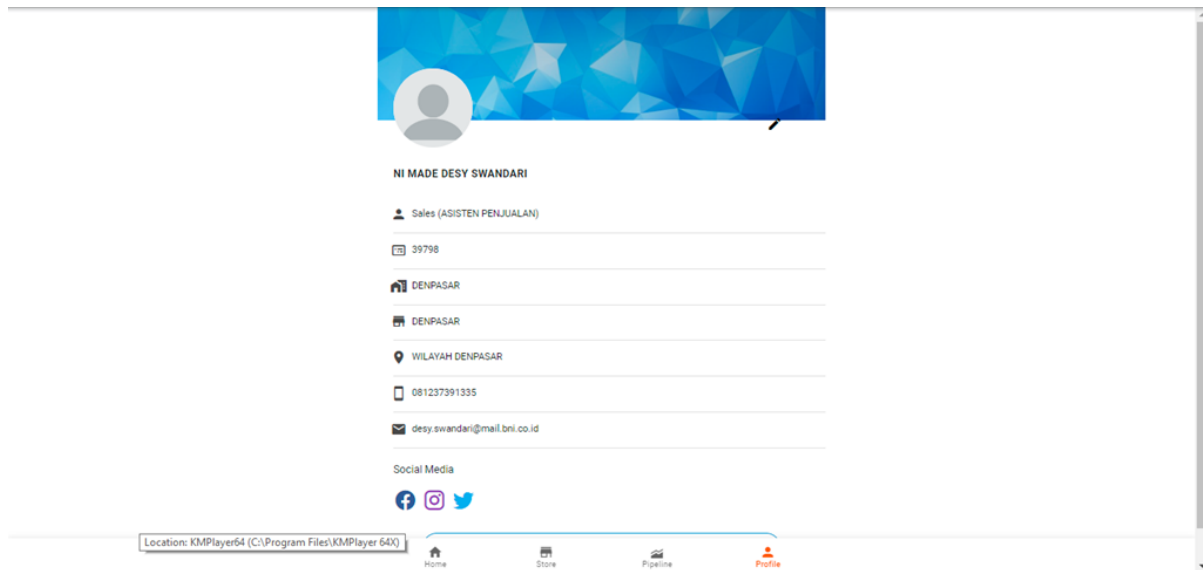 NI MADE DESY SWANDARI
Sales (ASISTEN PENJUALAN)
39798
DENPASAR
DENPASAR
WILAYAH DENPASAR
081237391335
desy.swandari@mail.bni.co.id
Social Media
Location: KMPlayer64 (C:\Program Files\KMPlayer 64X)
Home Store Pipeline Profile